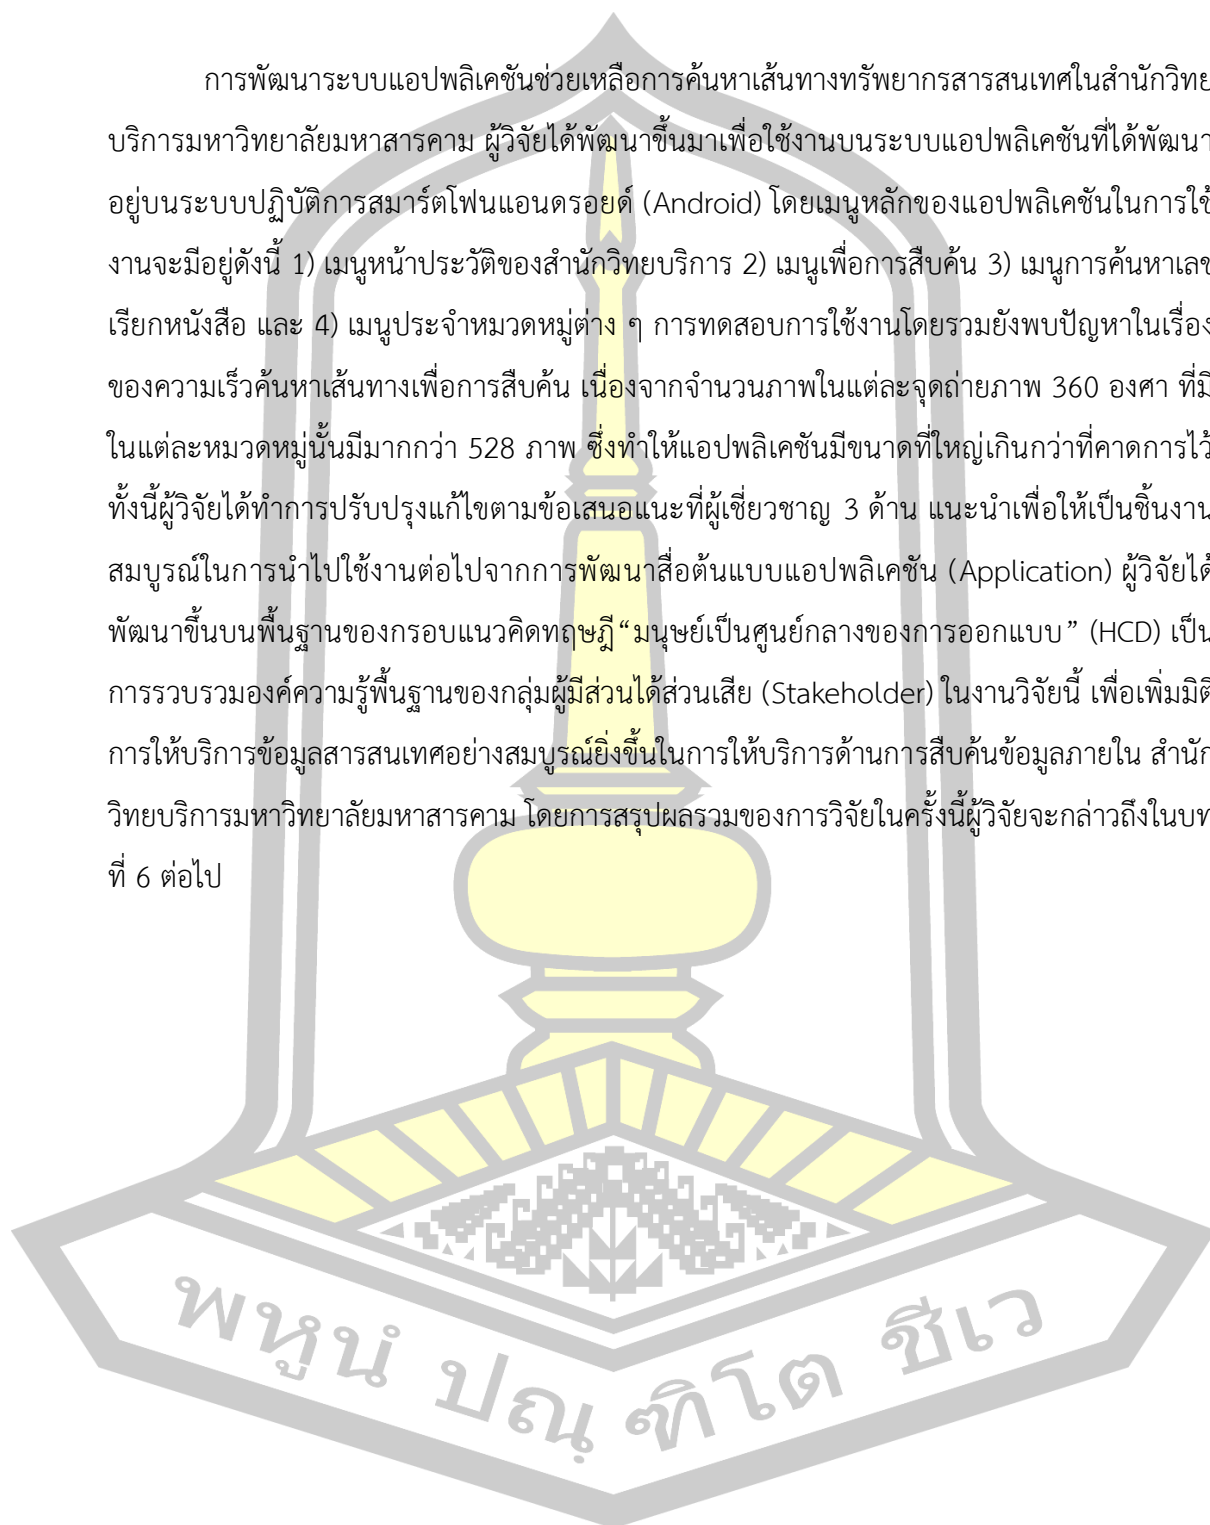 การพัฒนาระบบแอปพลิเคชันช่วยเหลือการค้นหาเส้นทางทรัพยากรสารสนเทศในสำนักวิทย
บริการมหาวิทยาลัยมหาสารคาม ผู้วิจัยได้พัฒนาขึ้นมาเพื่อใช้งานบนระบบแอปพลิเคชันที่ได้พัฒนา
อยู่บนระบบปฏิบัติการสมาร์ตโฟนแอนดรอยด์ (Android) โดยเมนูหลักของแอปพลิเคชันในการใช้
งานจะมีอยู่ดังนี้ 1) เมนูหน้าประวัติของสำนักวิทยบริการ 2) เมนูเพื่อการสืบค้น 3) เมนูการค้นหาเลข
เรียกหนังสือ และ 4) เมนูประจำหมวดหมู่ต่าง ๆ การทดสอบการใช้งานโดยรวมยังพบปัญหาในเรื่อง
ของความเร็วค้นหาเส้นทางเพื่อการสืบค้น เนื่องจากจำนวนภาพในแต่ละจุดถ่ายภาพ 360 องศา ที่มี
ในแต่ละหมวดหมู่นั้นมีมากกว่า 528 ภาพ ซึ่งทำให้แอปพลิเคชันมีขนาดที่ใหญ่เกินกว่าที่คาดการไว้
ทั้งนี้ผู้วิจัยได้ทำการปรับปรุงแก้ไขตามข้อเสนอแนะที่ผู้เชี่ยวชาญ 3 ด้าน แนะนำเพื่อให้เป็นชิ้นงาน
สมบูรณ์ในการนำไปใช้งานต่อไปจากการพัฒนาสื่อต้นแบบแอปพลิเคชัน (Application) ผู้วิจัยได้
พัฒนาขึ้นบนพื้นฐานของกรอบแนวคิดทฤษฎี“มนุษย์เป็นศูนย์กลางของการออกแบบ” (HCD) เป็น
การรวบรวมองค์ความรู้พื้นฐานของกลุ่มผู้มีส่วนได้ส่วนเสีย (Stakeholder) ในงานวิจัยนี้ เพื่อเพิ่มมิติ
การให้บริการข้อมูลสารสนเทศอย่างสมบูรณ์ยิ่งขึ้นในการให้บริการด้านการสืบค้นข้อมูลภายใน สำนัก
วิทยบริการมหาวิทยาลัยมหาสารคาม โดยการสรุปผลรวมของการวิจัยในครั้งนี้ผู้วิจัยจะกล่าวถึงในบท
ที่ 6 ต่อไป
พหูนํ ปณฺฑิโต ชีเว